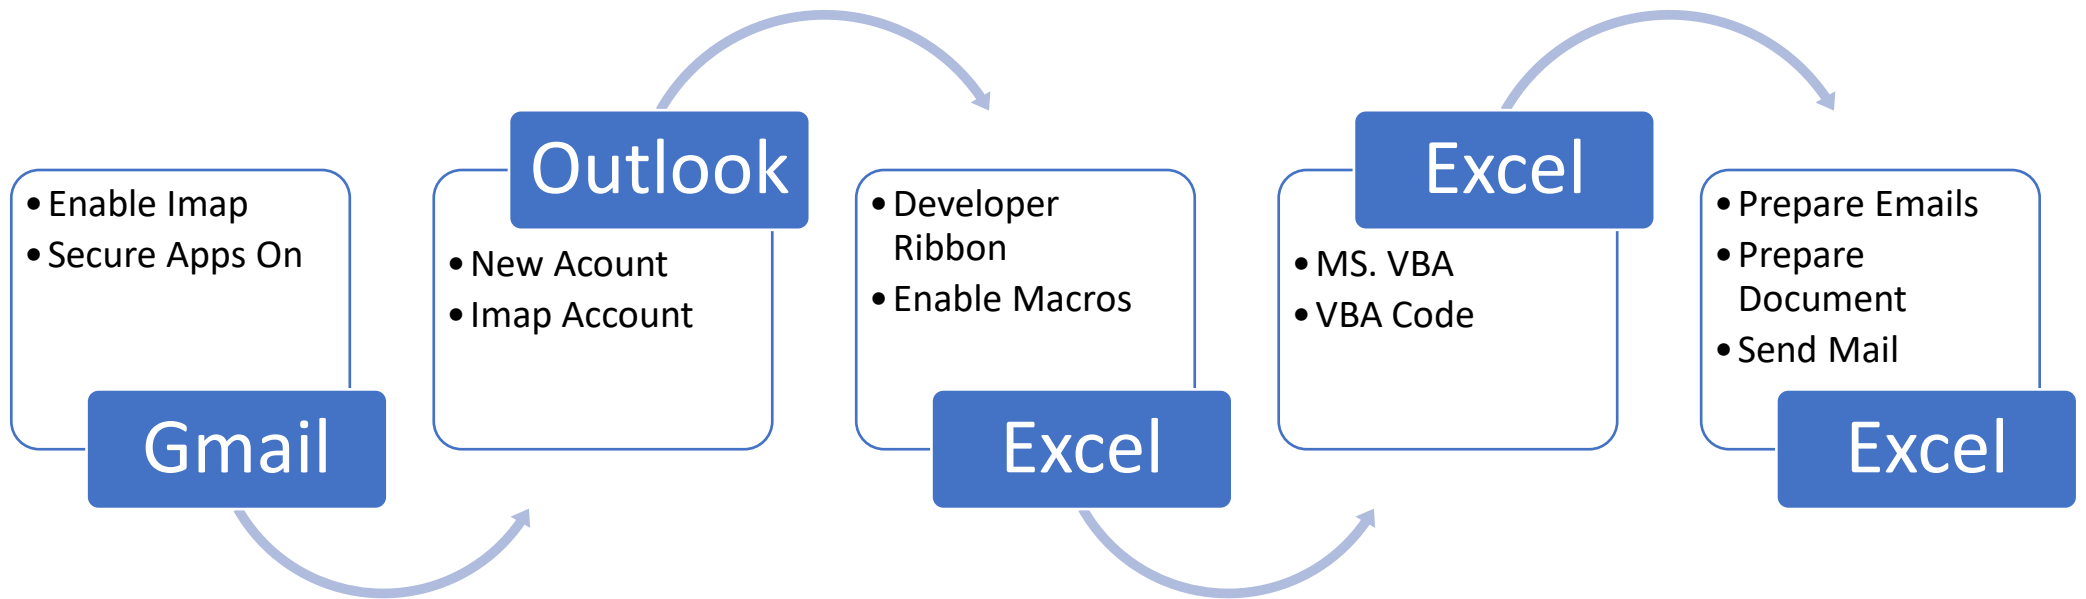 • Enable Imap
• Secure Apps On
Gmail
Outlook
• New Acount
• Imap Account
• Developer
Ribbon
• Enable Macros
Excel
Excel
• MS. VBA
• VBA Code
• Prepare Emails
• Prepare
Document
• Send Mail
Excel